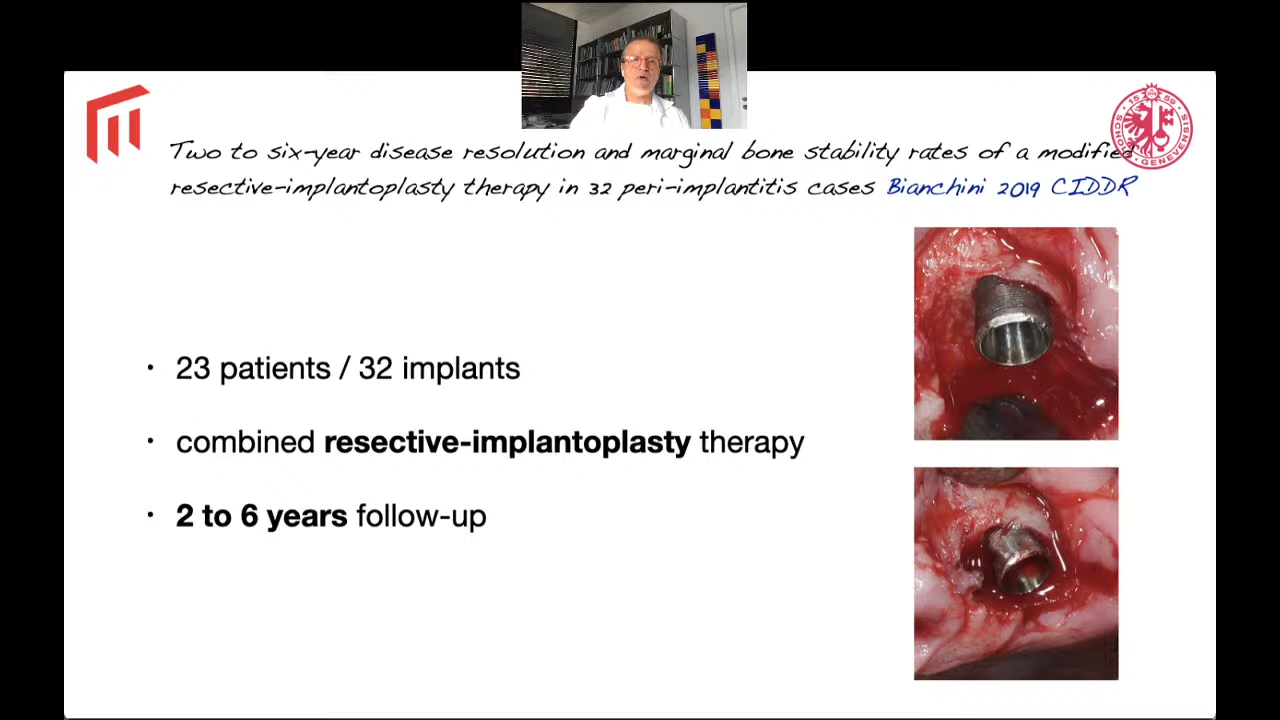 Two to six-year disease resolution and marginal bone stability rates of a modified
resective-implantoplasty therapy in 32 peri-implantitis cases Bianchini 2019 CIDDR
· 23 patients / 32 implants
· combined resective-implantoplasty therapy
· 2 to 6 years follow-up